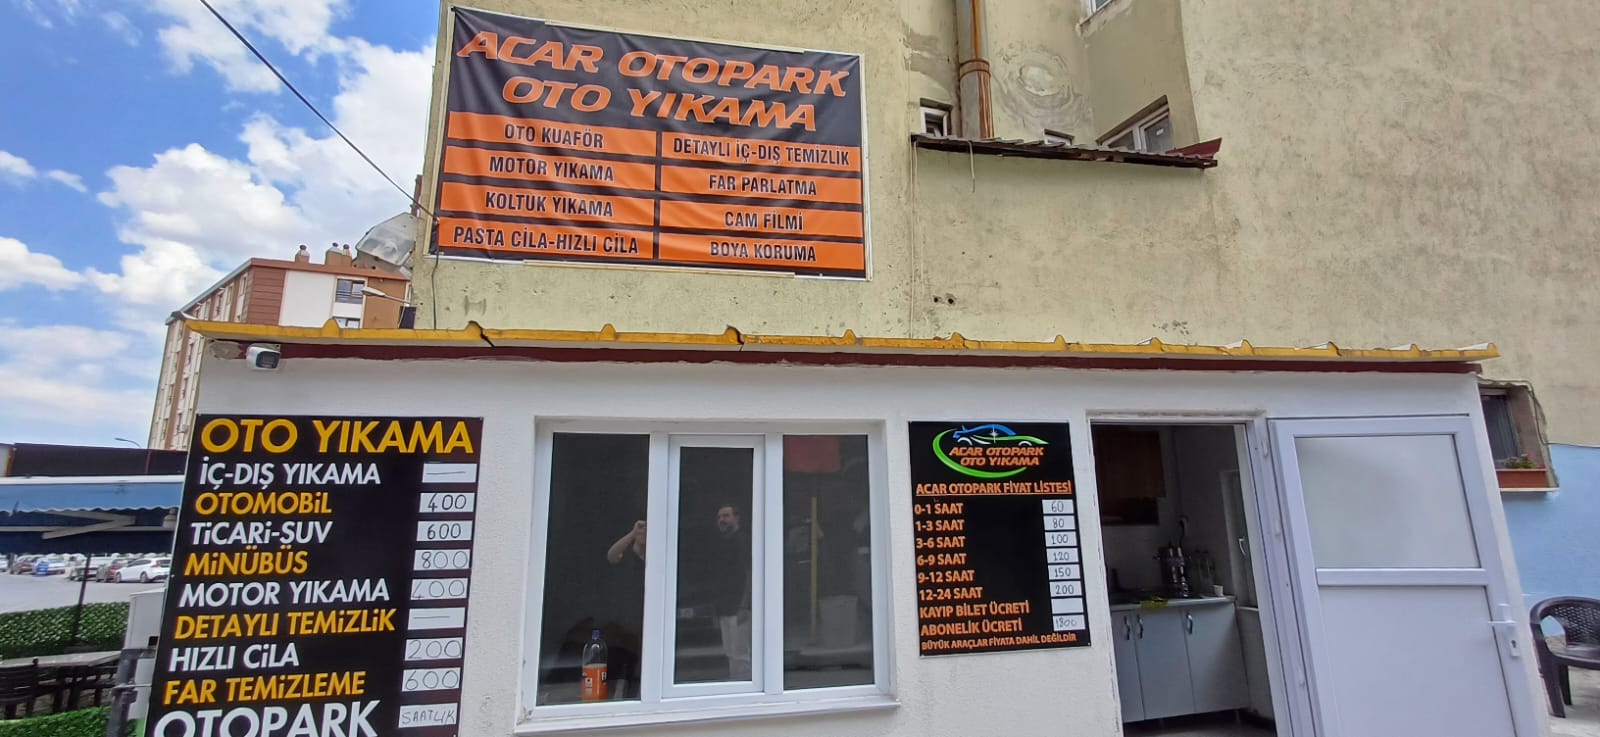 ACAR OTOPARK
OTO YIKAMA
OTO KUAFÖR
DETAYLI İÇ-DIŞ TEMİZLİK
MOTOR YIKAMA
FAR PARLATMA
KOLTUK YIKAMA
CAM FİLMİ
PASTA CİLA-HIZLI CİLA
BOYA KORUMA
OTO YIKAMA
İÇ-DIŞ YIKAMA —
OTOMOBİL 400
TİCARİ-SUV 600
MİNÜBÜS 800
MOTOR YIKAMA 400
DETAYLI TEMİZLİK —
HIZLI CİLA 200
FAR TEMİZLEME 600
OTOPARK SAATLIK
ACAR OTOPARK
OTO YIKAMA
ACAR OTOPARK FİYAT LİSTESİ
0-1 SAAT 60
1-3 SAAT 80
3-6 SAAT 100
6-9 SAAT 120
9-12 SAAT 150
12-24 SAAT 200
KAYIP BİLET ÜCRETİ —
ABONELİK ÜCRETİ 1800
BÜYÜK ARAÇLAR FİYATA DAHİL DEĞİLDİR